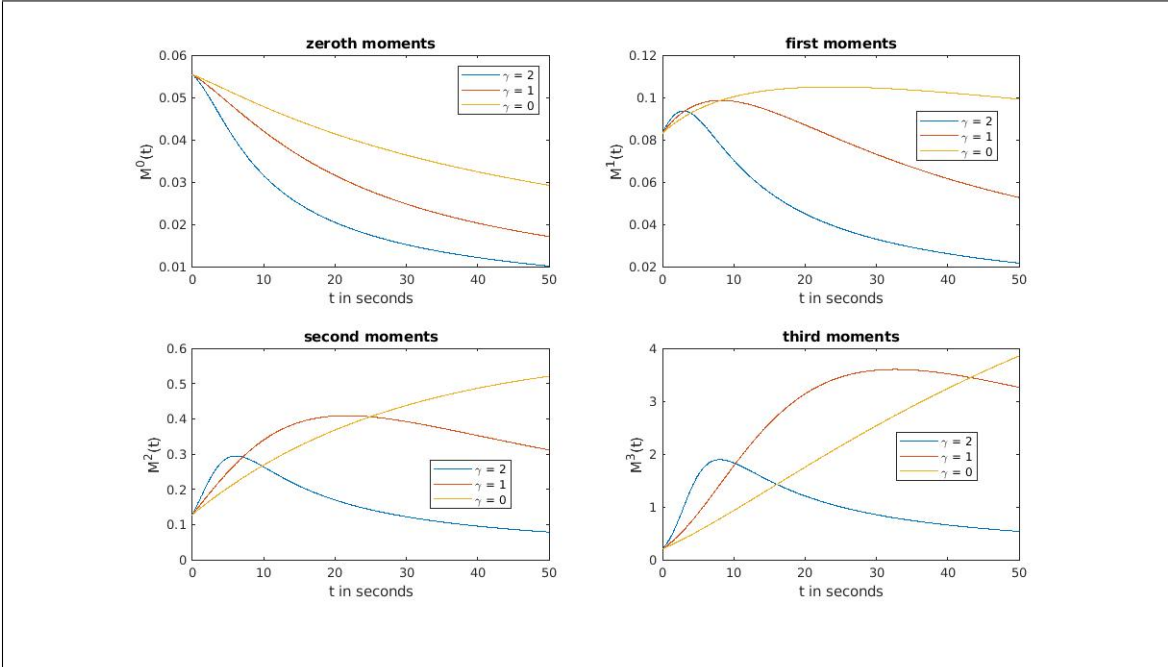 zeroth moments
0.06
0.05
0.04
0.03
0.02
0.01
M⁰(t)
γ = 2
γ = 1
γ = 0
0 10 20 30 40 50
t in seconds
first moments
0.12
0.1
0.08
0.06
0.04
0.02
M¹(t)
γ = 2
γ = 1
γ = 0
0 10 20 30 40 50
t in seconds
second moments
0.6
0.5
0.4
0.3
0.2
0.1
0
M²(t)
γ = 2
γ = 1
γ = 0
0 10 20 30 40 50
t in seconds
third moments
4
3
2
1
0
M³(t)
γ = 2
γ = 1
γ = 0
0 10 20 30 40 50
t in seconds